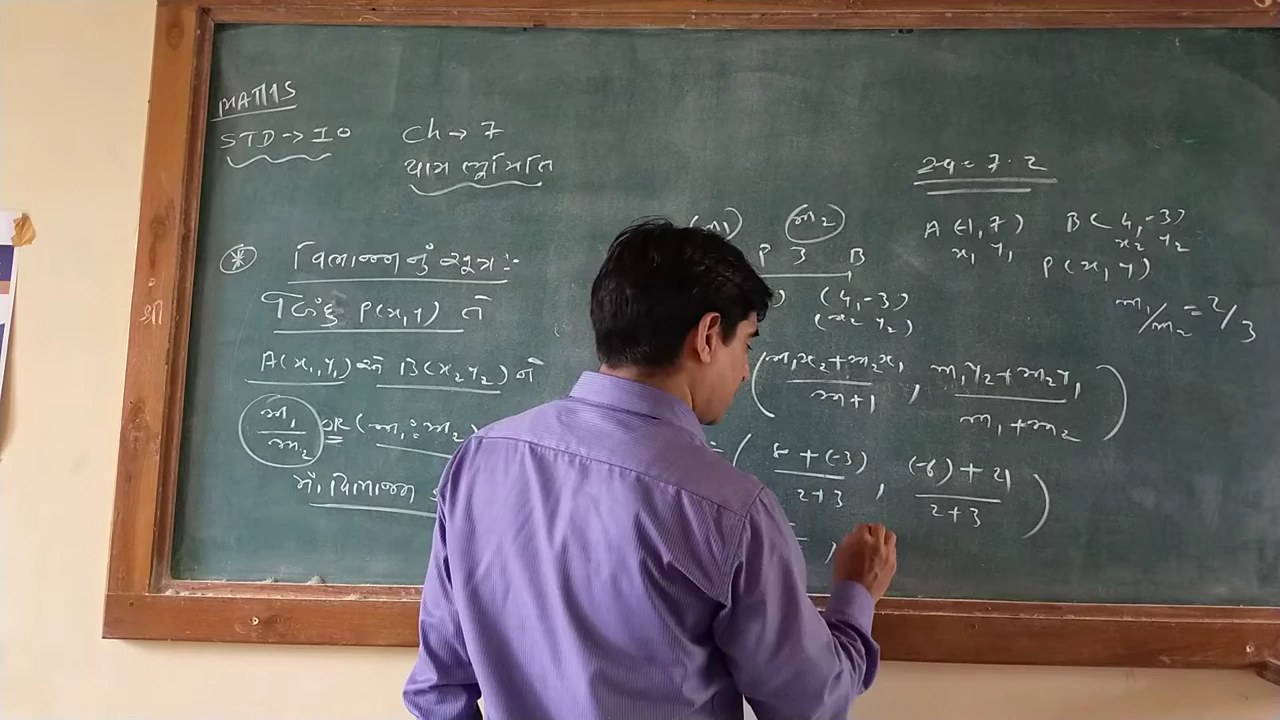 MATHS
STD → 10
Ch → 7
યામ ભૂમિતિ
* વિભાજનનું સૂત્ર :-
બિંદુ P(x, y) તે
A(x₁, y₁) અને B(x₂ y₂) ને
m₁/m₂ OR (m₁ : m₂)
માં વિભાજન
શ્રી
(m₁) (m₂)
P 3 B
) (4, -3)
(x₂ y₂)
(m₁x₂+m₂x₁/m+1 , m₁y₂+m₂y₁/m₁+m₂)
= (8 + (-3)/2+3 , (-6) + 21/2+3)
,
સ્વા = 7.2
A (-1, 7) B ( 4, -3)
x₁ y₁ x₂ y₂
P(x, y)
m₁/m₂ = 2/3